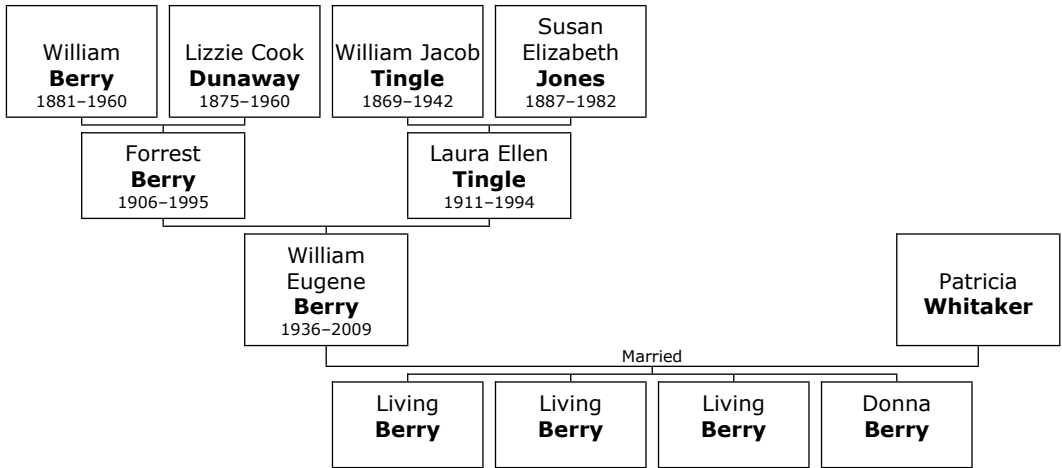 William
Berry
1881–1960
Lizzie Cook
Dunaway
1875–1960
William Jacob
Tingle
1869–1942
Susan
Elizabeth
Jones
1887–1982
Forrest
Berry
1906–1995
Laura Ellen
Tingle
1911–1994
William
Eugene
Berry
1936–2009
Patricia
Whitaker
Married
Living
Berry
Living
Berry
Living
Berry
Donna
Berry